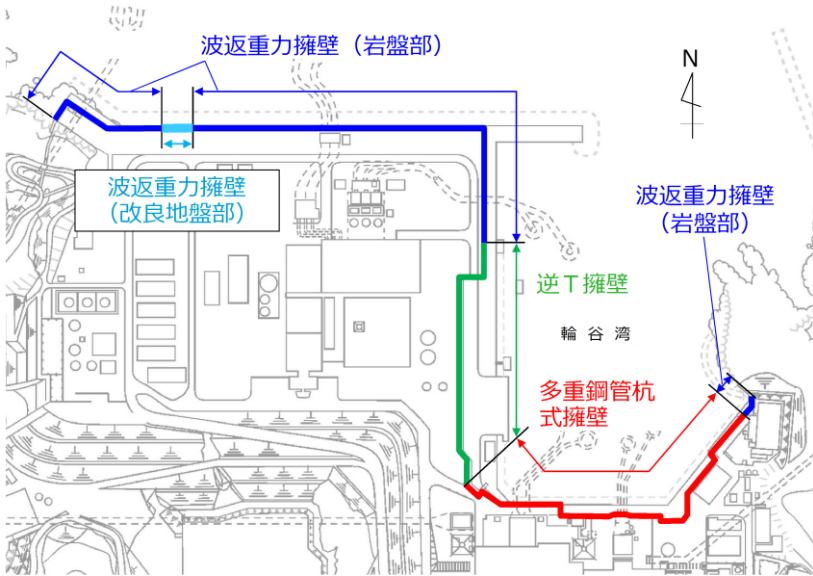 波返重力擁壁（岩盤部）
N
波返重力擁壁
（改良地盤部）
波返重力擁壁
（岩盤部）
逆Ｔ擁壁
輪谷湾
多重鋼管杭
式擁壁